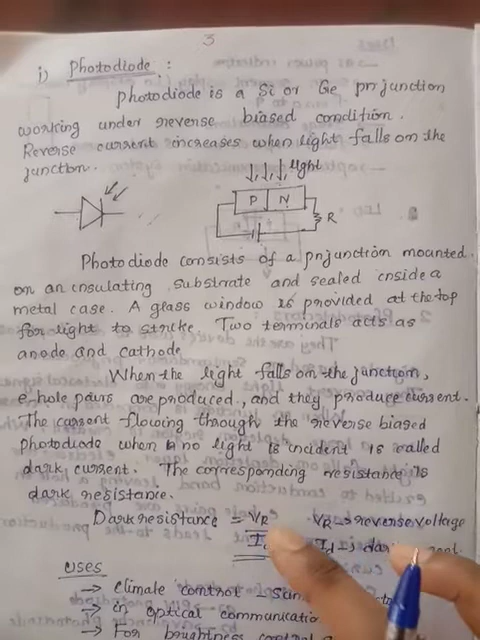 3
i) Photodiode :
Photodiode is a Si or Ge pn junction
working under reverse biased condition.
Reverse current increases when light falls on the
junction.
light
P N
R
Photodiode consists of a pn junction mounted
on an insulating substrate and sealed inside a
metal case. A glass window is provided at the top
for light to strike. Two terminals acts as
anode and cathode
When the light falls on the junction,
e-hole pairs are produced, and they produce current.
The current flowing through the reverse biased
photodiode when no light is incident is called
dark current. The corresponding resistance is
dark resistance.
Dark resistance = VR VR → reverse voltage
Id →
Uses
→ Climate control -
→ in optical
→ For brightness